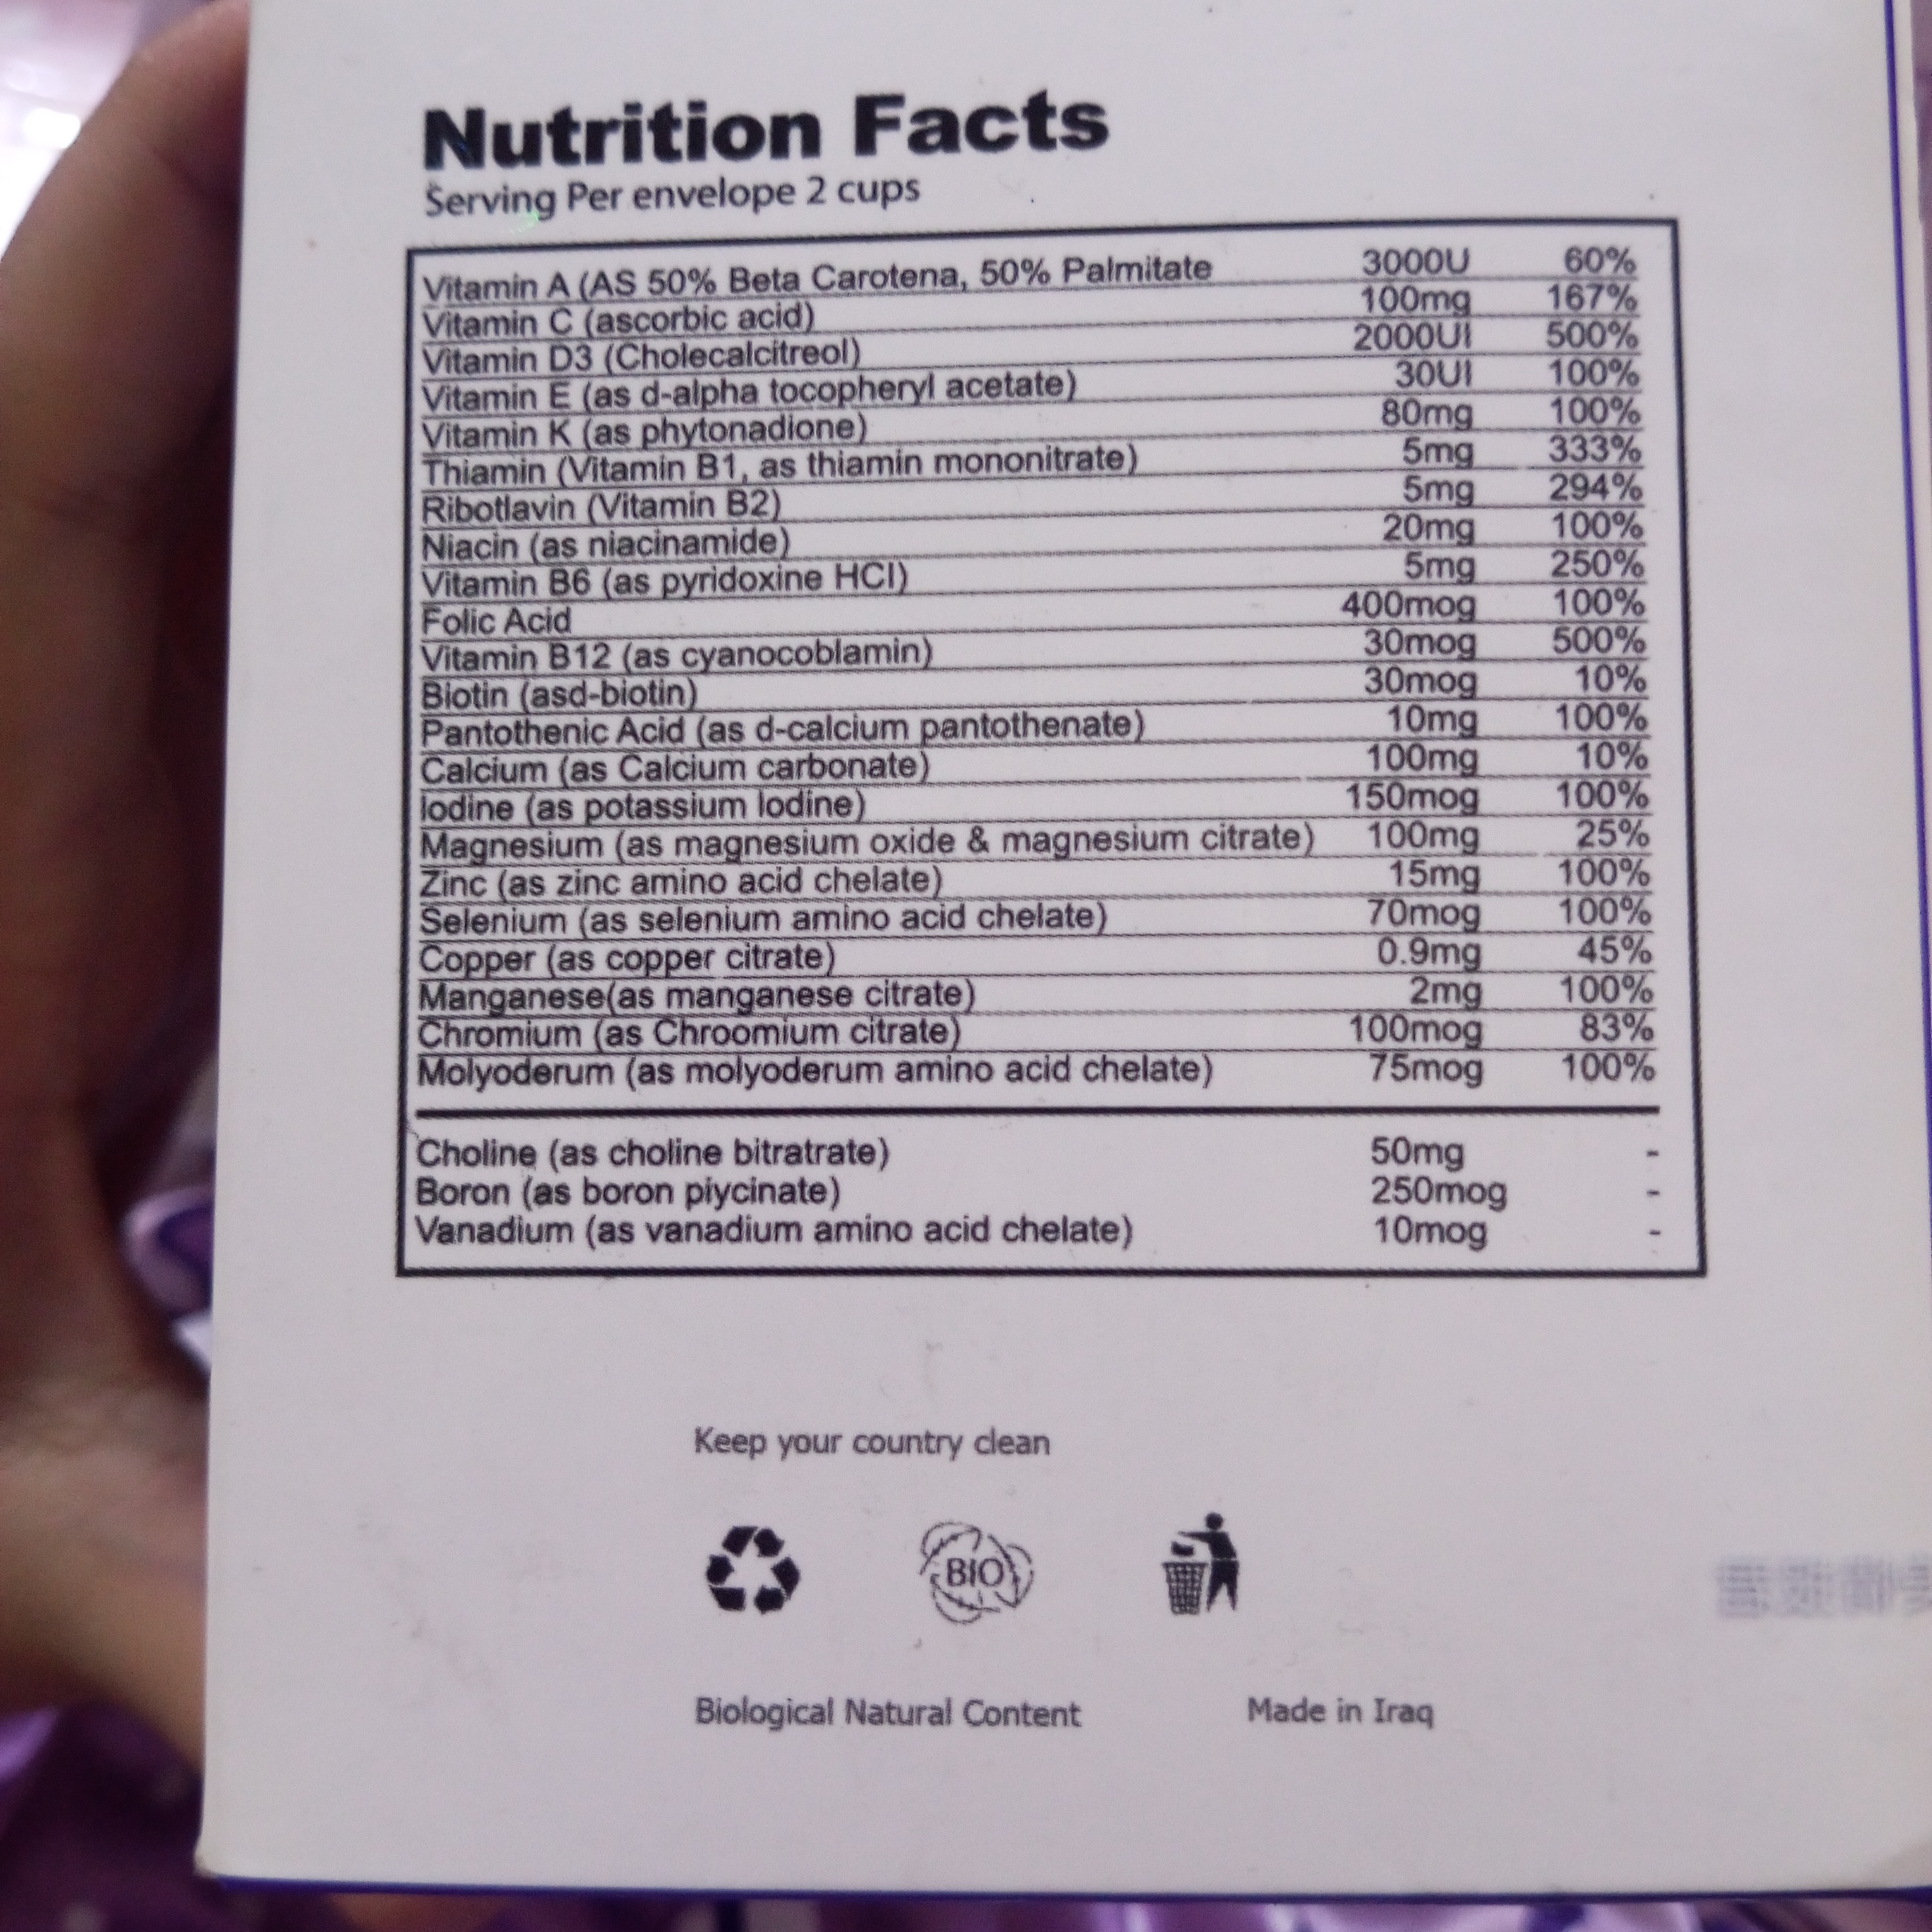 Nutrition Facts
Serving Per envelope 2 cups
Vitamin A (AS 50% Beta Carotena, 50% Palmitate 3000U 60%
Vitamin C (ascorbic acid) 100mg 167%
Vitamin D3 (Cholecalcitreol) 2000UI 500%
Vitamin E (as d-alpha tocopheryl acetate) 30UI 100%
Vitamin K (as phytonadione) 80mg 100%
Thiamin (Vitamin B1, as thiamin mononitrate) 5mg 333%
Ribotlavin (Vitamin B2) 5mg 294%
Niacin (as niacinamide) 20mg 100%
Vitamin B6 (as pyridoxine HCI) 5mg 250%
Folic Acid 400mog 100%
Vitamin B12 (as cyanocoblamin) 30mog 500%
Biotin (asd-biotin) 30mog 10%
Pantothenic Acid (as d-calcium pantothenate) 10mg 100%
Calcium (as Calcium carbonate) 100mg 10%
Iodine (as potassium Iodine) 150mog 100%
Magnesium (as magnesium oxide & magnesium citrate) 100mg 25%
Zinc (as zinc amino acid chelate) 15mg 100%
Selenium (as selenium amino acid chelate) 70mog 100%
Copper (as copper citrate) 0.9mg 45%
Manganese(as manganese citrate) 2mg 100%
Chromium (as Chroomium citrate) 100mog 83%
Molyoderum (as molyoderum amino acid chelate) 75mog 100%
Choline (as choline bitratrate) 50mg -
Boron (as boron piycinate) 250mog -
Vanadium (as vanadium amino acid chelate) 10mog -
Keep your country clean
BIO
Biological Natural Content Made in Iraq